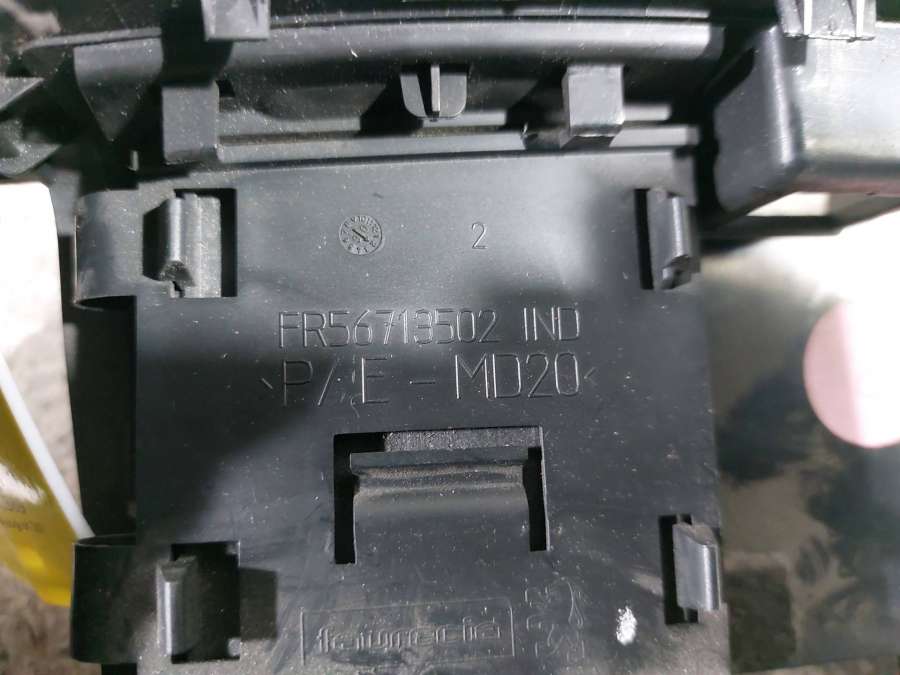 2
FR56713502 IND
>P/E - MD20<
faurecia